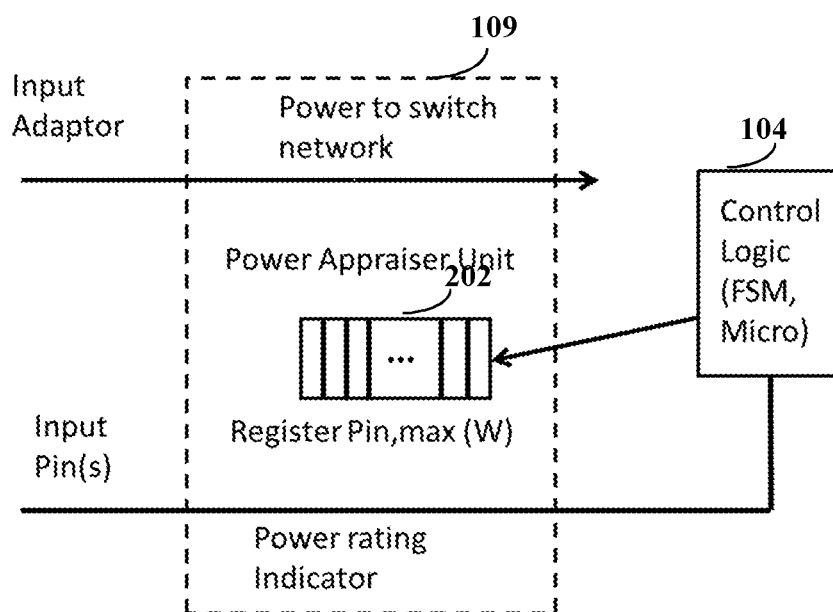 109
Input
Adaptor
Power to switch
network
104
Control
Logic
(FSM,
Micro)
Power Appraiser Unit
202
...
Register Pin,max (W)
Input
Pin(s)
Power rating
Indicator